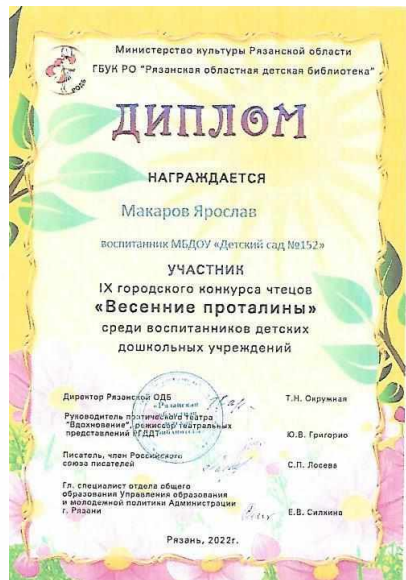 Министерство культуры Рязанской области
ГБУК РО "Рязанская областная детская библиотека"
РОДБ
ДИПЛОМ
НАГРАЖДАЕТСЯ
Макаров Ярослав
воспитанник МБДОУ «Детский сад №152»
УЧАСТНИК
IX городского конкурса чтецов
«Весенние проталины»
среди воспитанников детских
дошкольных учреждений
Директор Рязанской ОДБ Т.Н. Окружная
Руководитель поэтического театра
"Вдохновение", режиссер театральных
представлений РГДДТ Ю.В. Григорио
Писатель, член Российского
союза писателей С.П. Лосева
Гл. специалист отдела общего
образования Управления образования
и молодежной политики Администрации
г. Рязани Е.В. Силкина
Рязань, 2022г.